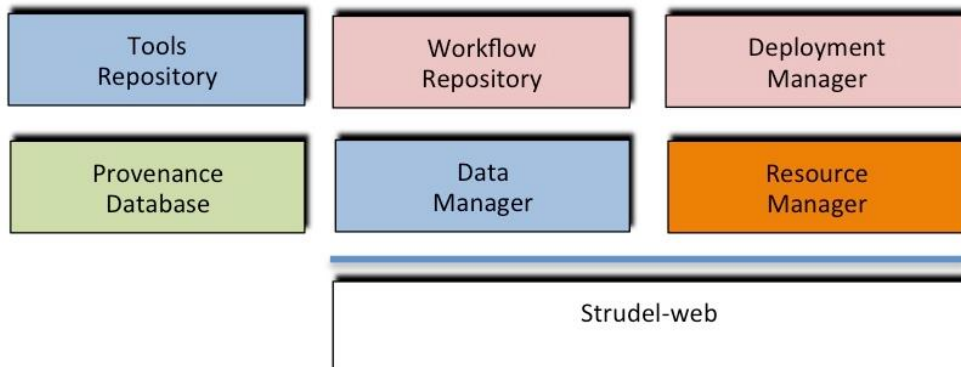 Tools
Repository
Workflow
Repository
Deployment
Manager
Provenance
Database
Data
Manager
Resource
Manager
Strudel-web